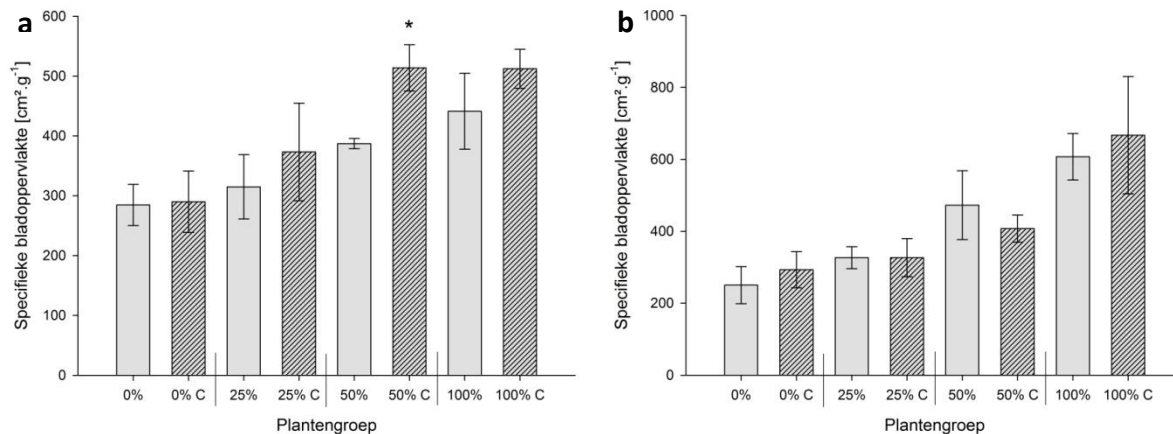 a
Specifieke bladoppervlakte [cm².g⁻¹]
600
500
400
300
200
100
0
*
0% 0% C 25% 25% C 50% 50% C 100% 100% C
Plantengroep
b
Specifieke bladoppervlakte [cm².g⁻¹]
1000
800
600
400
200
0
0% 0% C 25% 25% C 50% 50% C 100% 100% C
Plantengroep